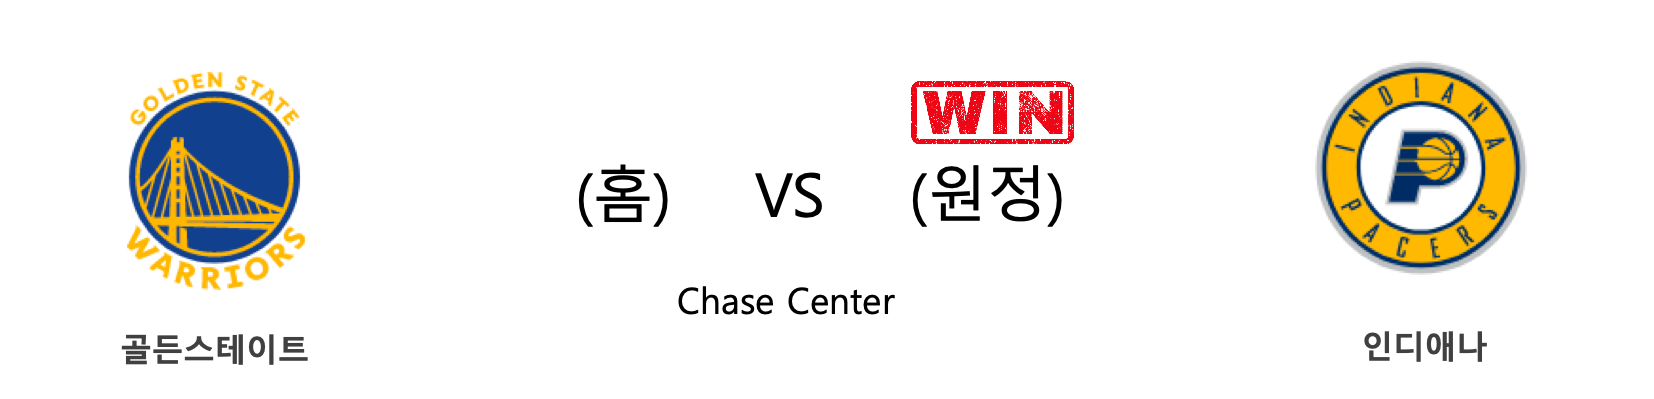 GOLDEN STATE
WARRIORS
골든스테이트
WIN
(홈) VS (원정)
Chase Center
INDIANA
PACERS
인디애나